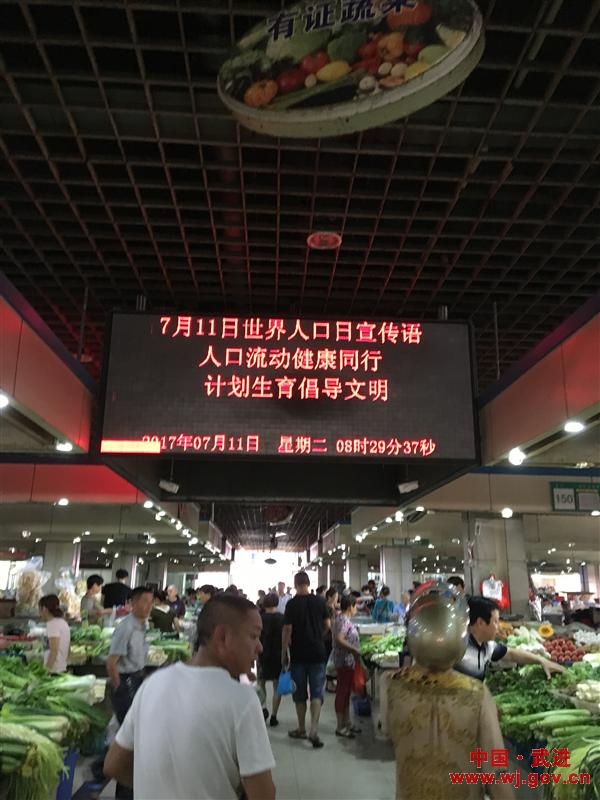 有证蔬菜
7月11日世界人口日宣传语
人口流动健康同行
计划生育倡导文明
2017年07月11日 星期二 08时29分37秒
150
中国·武进
www.wj.gov.cn